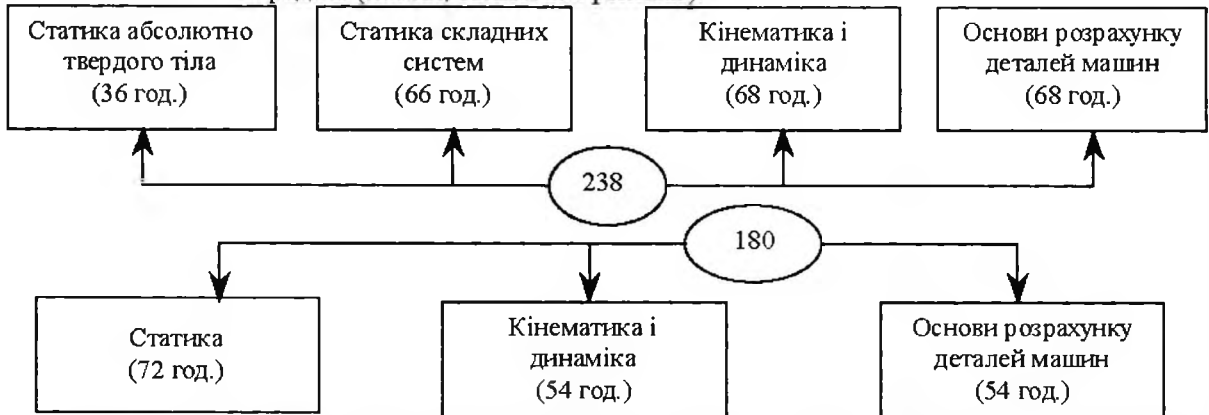 Статика абсолютно
твердого тіла
(36 год.)
Статика складних
систем
(66 год.)
Кінематика і
динаміка
(68 год.)
Основи розрахунку
деталей машин
(68 год.)
238
180
Статика
(72 год.)
Кінематика і
динаміка
(54 год.)
Основи розрахунку
деталей машин
(54 год.)